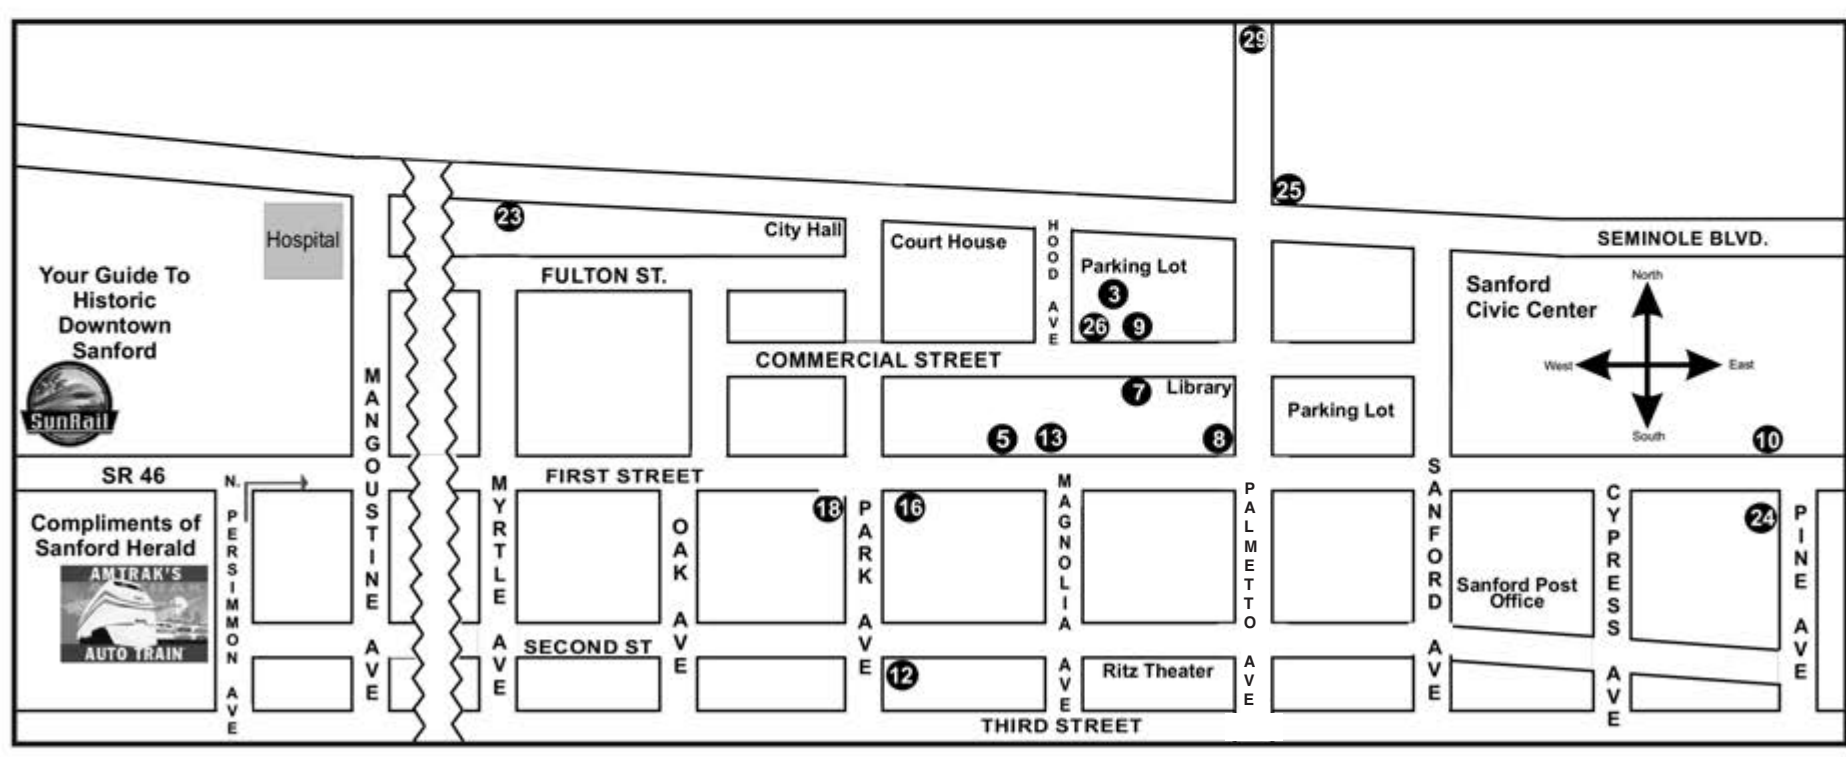 29
25
23
City Hall
Court House
HOOD AVE
Parking Lot
3
26
9
SEMINOLE BLVD.
Hospital
Your Guide To
Historic
Downtown
Sanford
SunRail
FULTON ST.
Sanford
Civic Center
North
West
East
South
COMMERCIAL STREET
7
Library
Parking Lot
5
13
8
10
MANGOUSTINE AVE
SR 46
FIRST STREET
N. PERSIMMON AVE
MYRTLE AVE
OAK AVE
18
PARK AVE
16
MAGNOLIA AVE
PALMETTO AVE
SANFORD AVE
CYPRESS AVE
24
PINE AVE
Compliments of
Sanford Herald
AMTRAK'S
AUTO TRAIN
Sanford Post
Office
SECOND ST
12
Ritz Theater
THIRD STREET